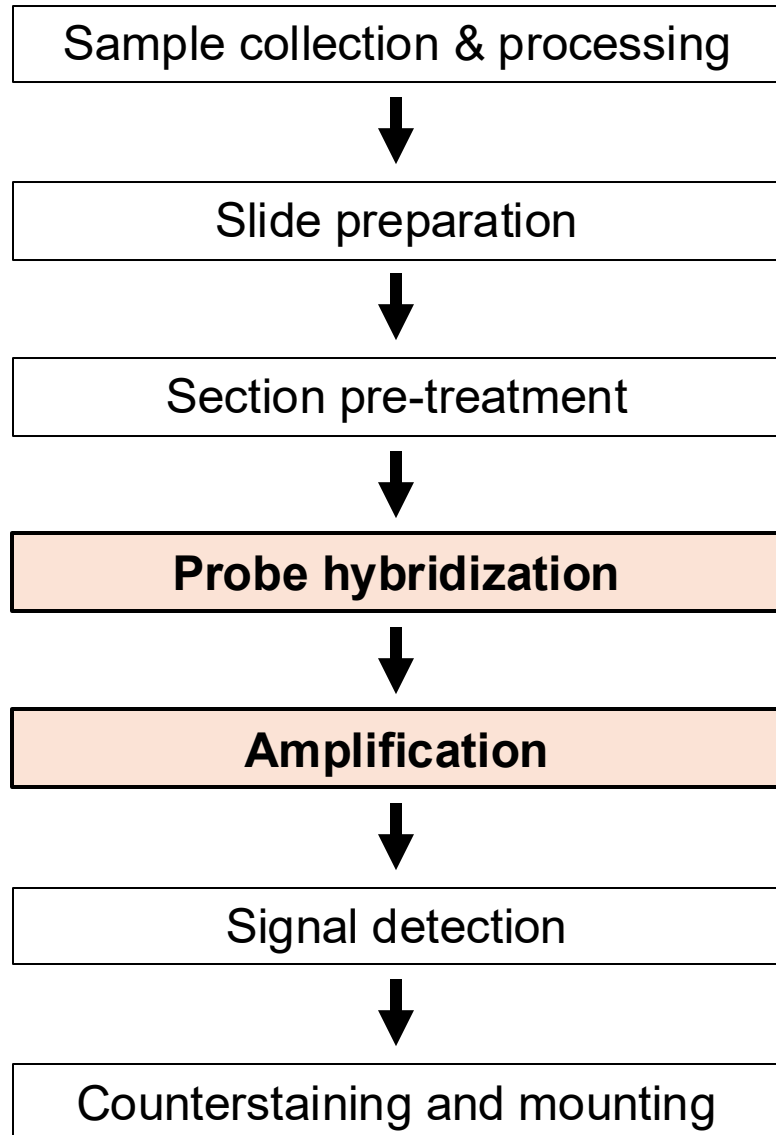 Sample collection & processing
Slide preparation
Section pre-treatment
Probe hybridization
Amplification
Signal detection
Counterstaining and mounting